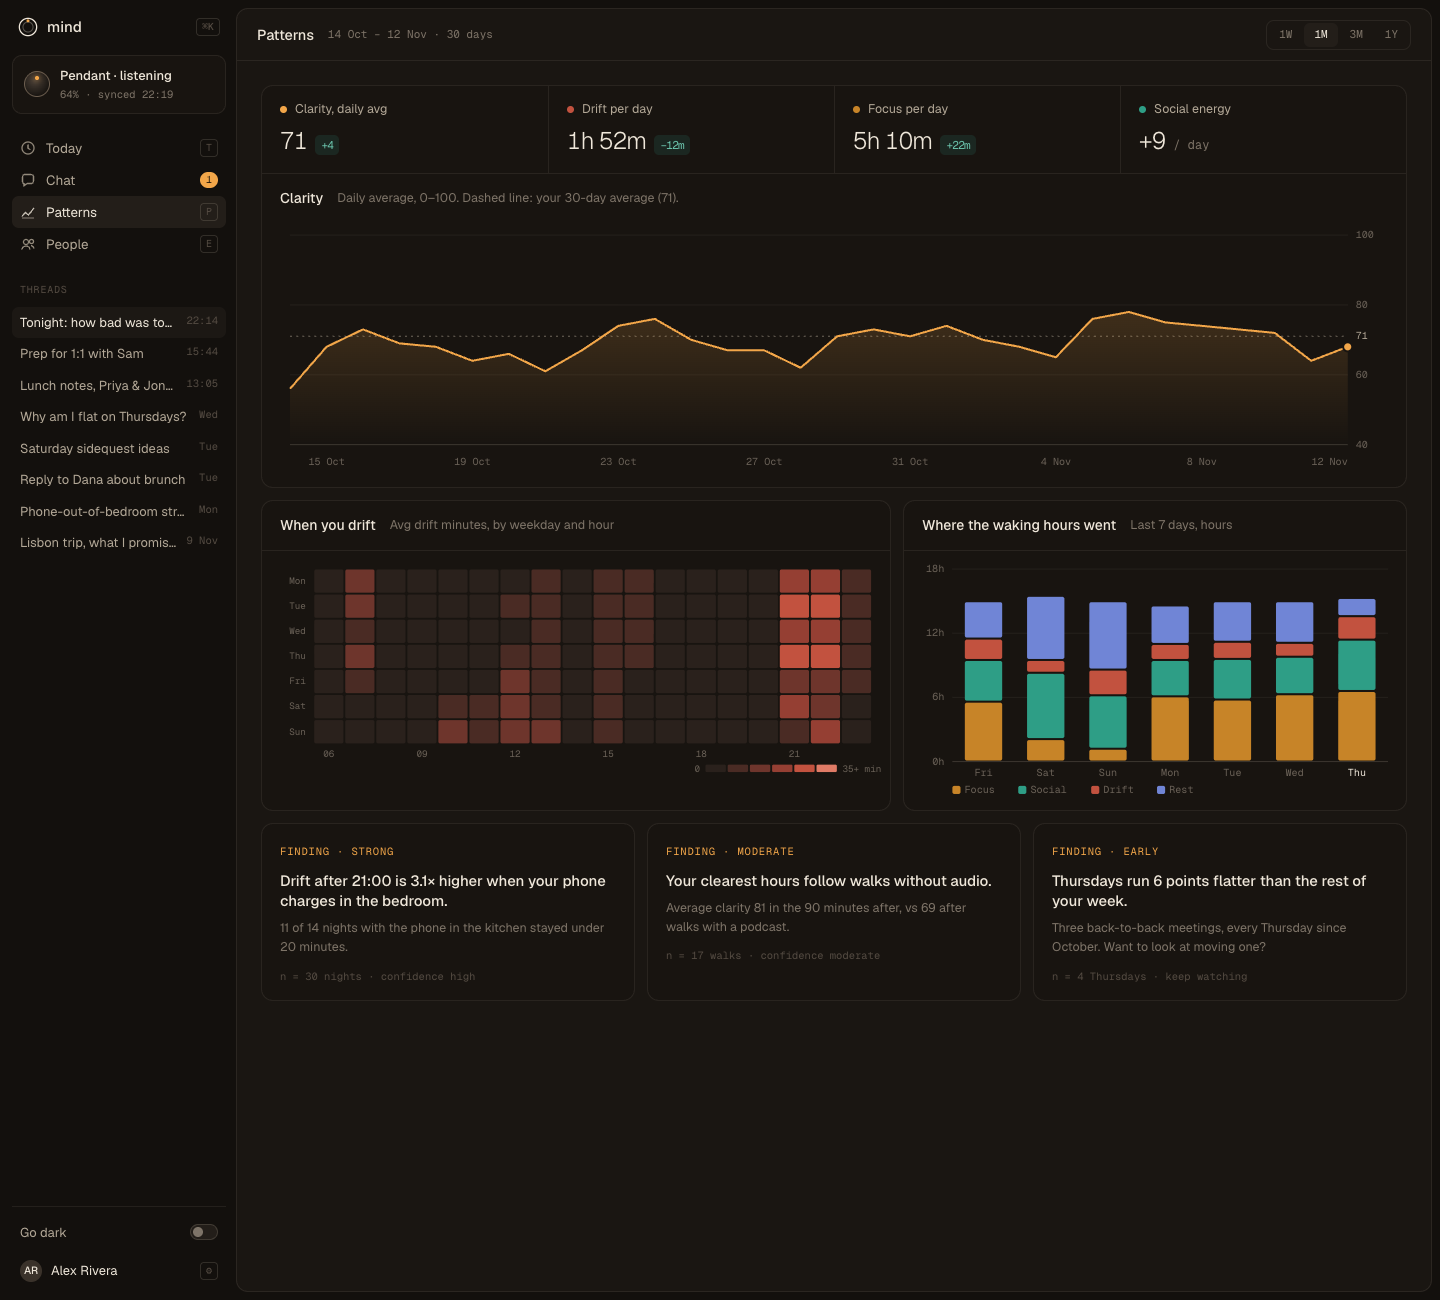 mind
⌘K
Pendant · listening
64% · synced 22:19
Today
T
Chat
1
Patterns
P
People
E
THREADS
Tonight: how bad was to…
22:14
Prep for 1:1 with Sam
15:44
Lunch notes, Priya & Jon…
13:05
Why am I flat on Thursdays?
Wed
Saturday sidequest ideas
Tue
Reply to Dana about brunch
Tue
Phone-out-of-bedroom str…
Mon
Lisbon trip, what I promis…
9 Nov
Go dark
AR
Alex Rivera
Patterns
14 Oct – 12 Nov · 30 days
1W
1M
3M
1Y
Clarity, daily avg
71 +4
Drift per day
1h 52m −12m
Focus per day
5h 10m +22m
Social energy
+9 / day
Clarity
Daily average, 0–100. Dashed line: your 30-day average (71).
100
80
71
60
40
15 Oct
19 Oct
23 Oct
27 Oct
31 Oct
4 Nov
8 Nov
12 Nov
When you drift
Avg drift minutes, by weekday and hour
Mon
Tue
Wed
Thu
Fri
Sat
Sun
06
09
12
15
18
21
0
35+ min
Where the waking hours went
Last 7 days, hours
18h
12h
6h
0h
Fri
Sat
Sun
Mon
Tue
Wed
Thu
Focus
Social
Drift
Rest
FINDING · STRONG
Drift after 21:00 is 3.1× higher when your phone
charges in the bedroom.
11 of 14 nights with the phone in the kitchen stayed under
20 minutes.
n = 30 nights · confidence high
FINDING · MODERATE
Your clearest hours follow walks without audio.
Average clarity 81 in the 90 minutes after, vs 69 after
walks with a podcast.
n = 17 walks · confidence moderate
FINDING · EARLY
Thursdays run 6 points flatter than the rest of
your week.
Three back-to-back meetings, every Thursday since
October. Want to look at moving one?
n = 4 Thursdays · keep watching